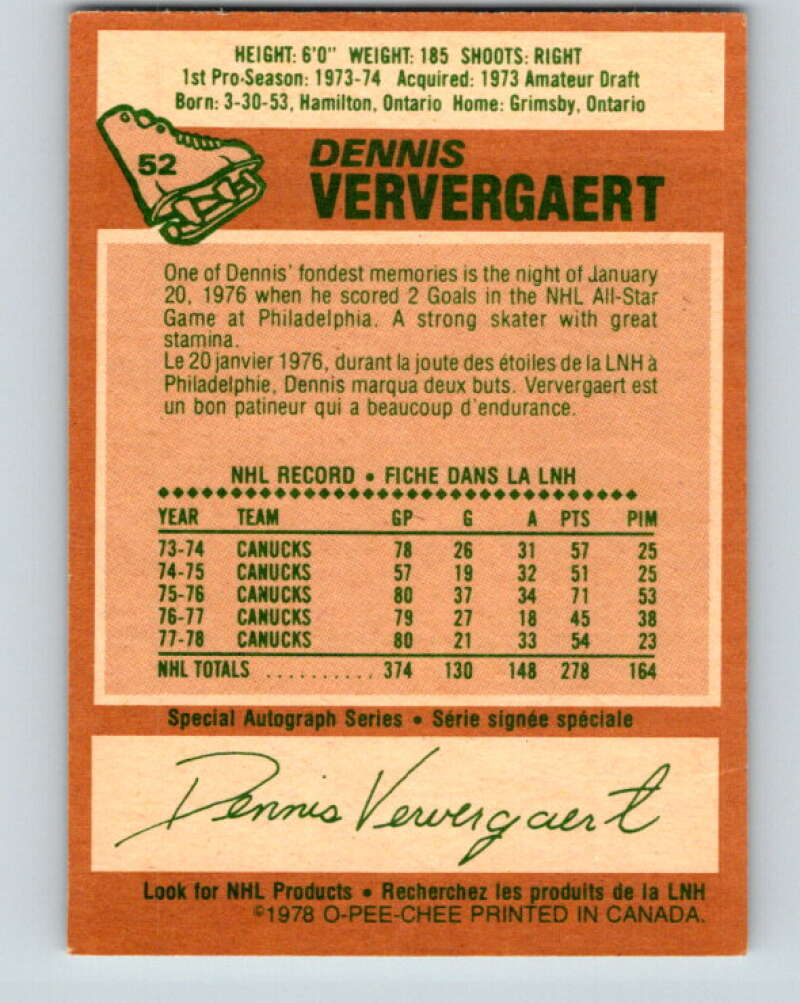 HEIGHT: 6'0" WEIGHT: 185 SHOOTS: RIGHT
1st Pro-Season: 1973-74 Acquired: 1973 Amateur Draft
Born: 3-30-53, Hamilton, Ontario Home: Grimsby, Ontario
52
DENNIS
VERVERGAERT
One of Dennis' fondest memories is the night of January
20, 1976 when he scored 2 Goals in the NHL All-Star
Game at Philadelphia. A strong skater with great
stamina.
Le 20 janvier 1976, durant la joute des étoiles de la LNH à
Philadelphie, Dennis marqua deux buts. Ververgaert est
un bon patineur qui a beaucoup d'endurance.
NHL RECORD • FICHE DANS LA LNH
YEAR TEAM GP G A PTS PIM
73-74 CANUCKS 78 26 31 57 25
74-75 CANUCKS 57 19 32 51 25
75-76 CANUCKS 80 37 34 71 53
76-77 CANUCKS 79 27 18 45 38
77-78 CANUCKS 80 21 33 54 23
NHL TOTALS .......... 374 130 148 278 164
Special Autograph Series • Série signée spéciale
Dennis Ververgaert
Look for NHL Products • Recherchez les produits de la LNH
©1978 O-PEE-CHEE PRINTED IN CANADA.